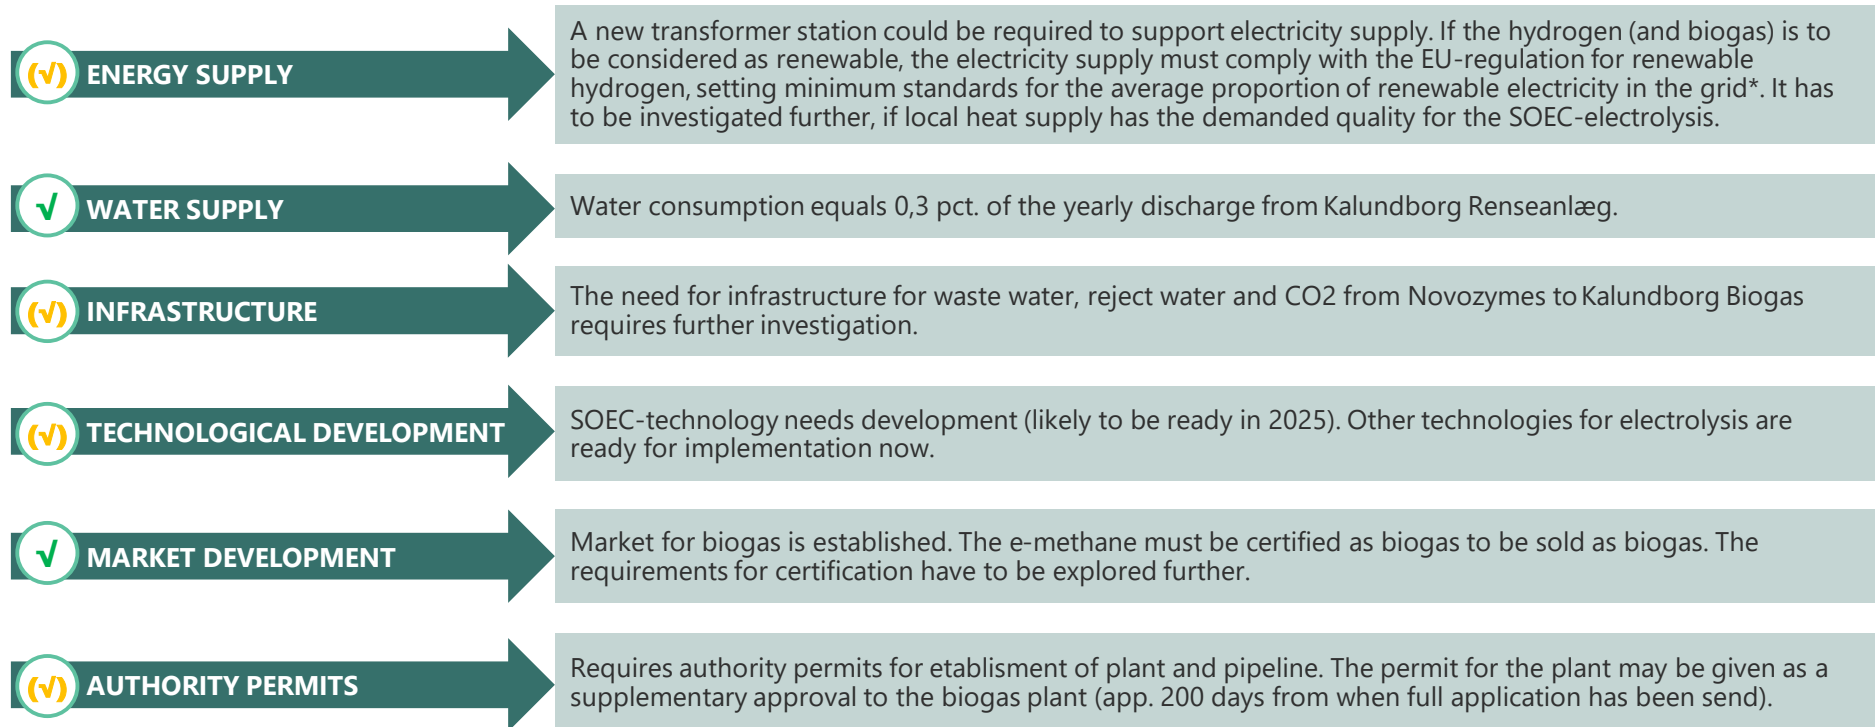 (√) ENERGY SUPPLY
A new transformer station could be required to support electricity supply. If the hydrogen (and biogas) is to
be considered as renewable, the electricity supply must comply with the EU-regulation for renewable
hydrogen, setting minimum standards for the average proportion of renewable electricity in the grid*. It has
to be investigated further, if local heat supply has the demanded quality for the SOEC-electrolysis.
√ WATER SUPPLY
Water consumption equals 0,3 pct. of the yearly discharge from Kalundborg Renseanlæg.
(√) INFRASTRUCTURE
The need for infrastructure for waste water, reject water and CO2 from Novozymes to Kalundborg Biogas
requires further investigation.
(√) TECHNOLOGICAL DEVELOPMENT
SOEC-technology needs development (likely to be ready in 2025). Other technologies for electrolysis are
ready for implementation now.
√ MARKET DEVELOPMENT
Market for biogas is established. The e-methane must be certified as biogas to be sold as biogas. The
requirements for certification have to be explored further.
(√) AUTHORITY PERMITS
Requires authority permits for etablisment of plant and pipeline. The permit for the plant may be given as a
supplementary approval to the biogas plant (app. 200 days from when full application has been send).